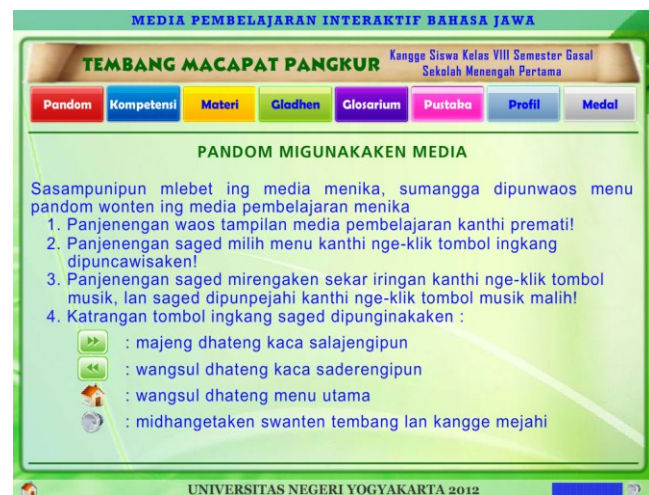 MEDIA PEMBELAJARAN INTERAKTIF BAHASA JAWA
TEMBANG MACAPAT PANGKUR
Kangge Siswa Kelas VIII Semester Gasal
Sekolah Menengah Pertama
Pandom Kompetensi Materi Gladhen Glosarium Pustaka Profil Medal
PANDOM MIGUNAKAKEN MEDIA
Sasampunipun mlebet ing media menika, sumangga dipunwaos menu
pandom wonten ing media pembelajaran menika
1. Panjenengan waos tampilan media pembelajaran kanthi premati!
2. Panjenengan saged milih menu kanthi nge-klik tombol ingkang
dipuncawisaken!
3. Panjenengan saged mirengaken sekar iringan kanthi nge-klik tombol
musik, lan saged dipunpejahi kanthi nge-klik tombol musik malih!
4. Katrangan tombol ingkang saged dipunginakaken :
: majeng dhateng kaca salajengipun
: wangsul dhateng kaca saderengipun
: wangsul dhateng menu utama
: midhangetaken swanten tembang lan kangge mejahi
UNIVERSITAS NEGERI YOGYAKARTA 2012